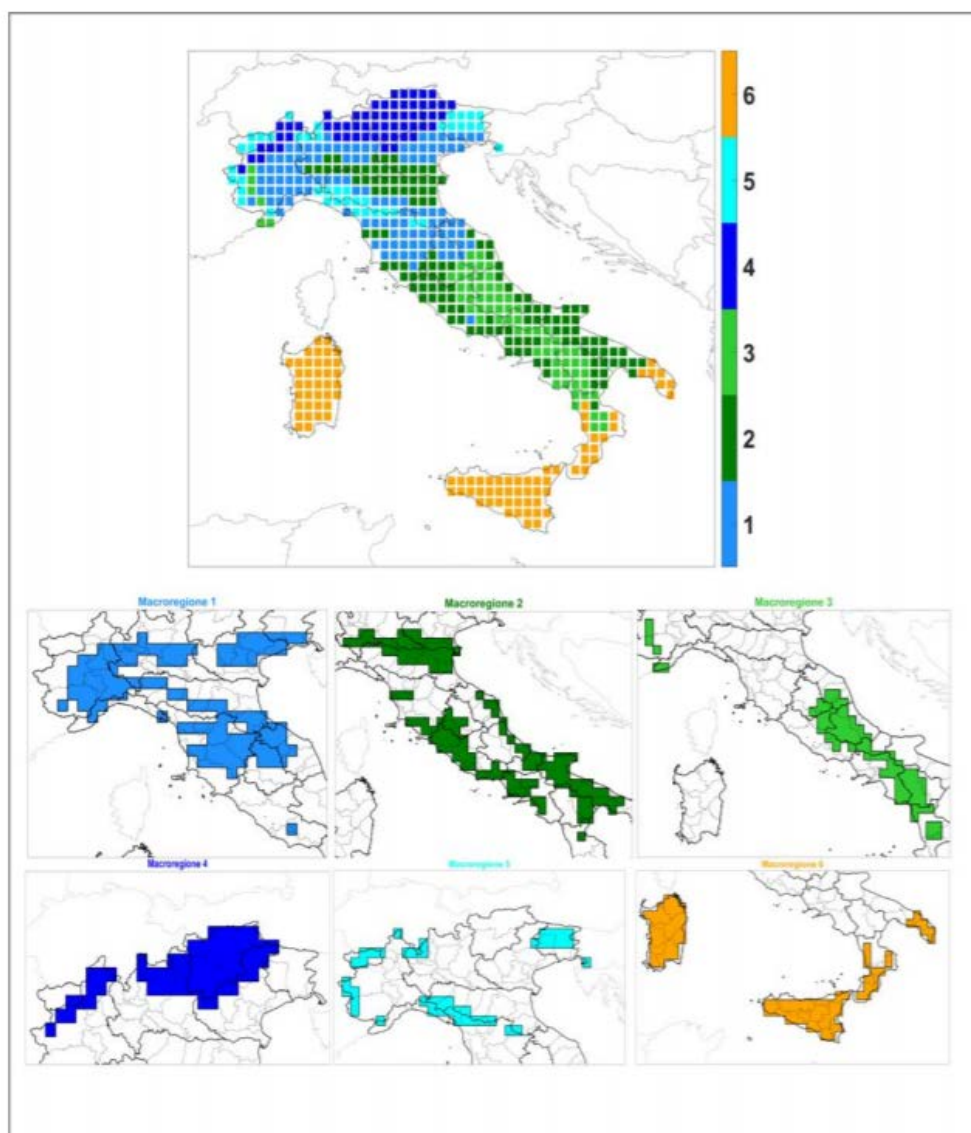 6
5
4
3
2
1
Macroregione 1
Macroregione 2
Macroregione 3
Macroregione 4
Macroregione 5
Macroregione 6